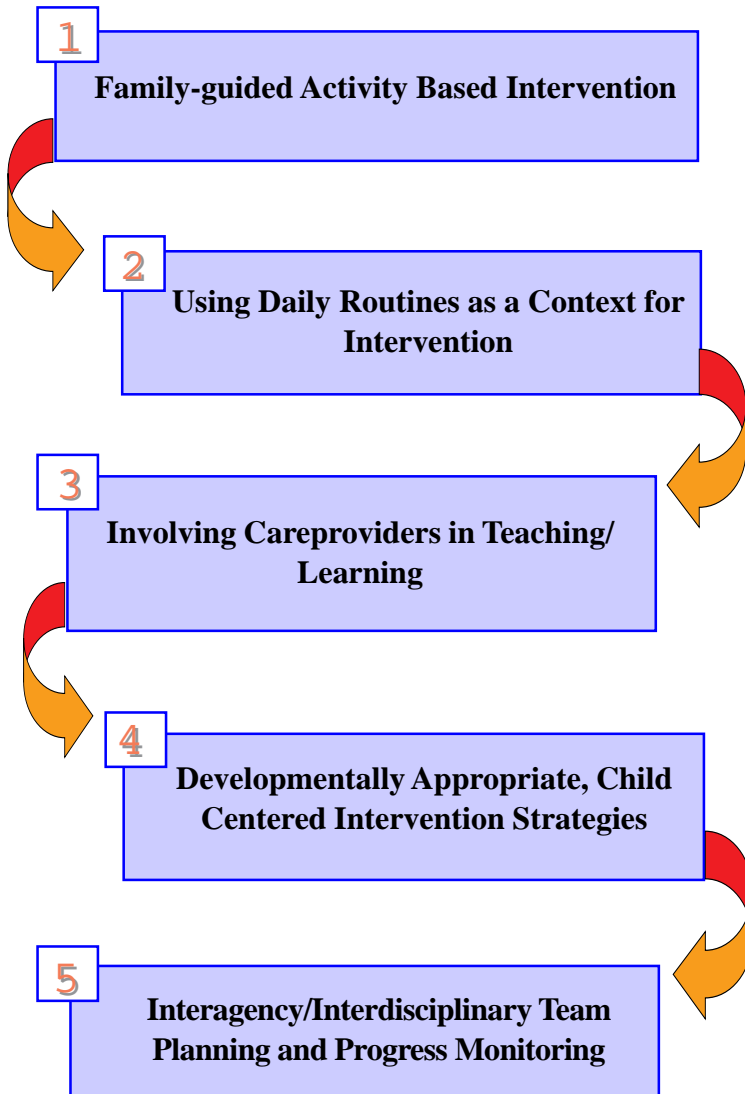 1
Family-guided Activity Based Intervention
2
Using Daily Routines as a Context for
Intervention
3
Involving Careproviders in Teaching/
Learning
4
Developmentally Appropriate, Child
Centered Intervention Strategies
5
Interagency/Interdisciplinary Team
Planning and Progress Monitoring